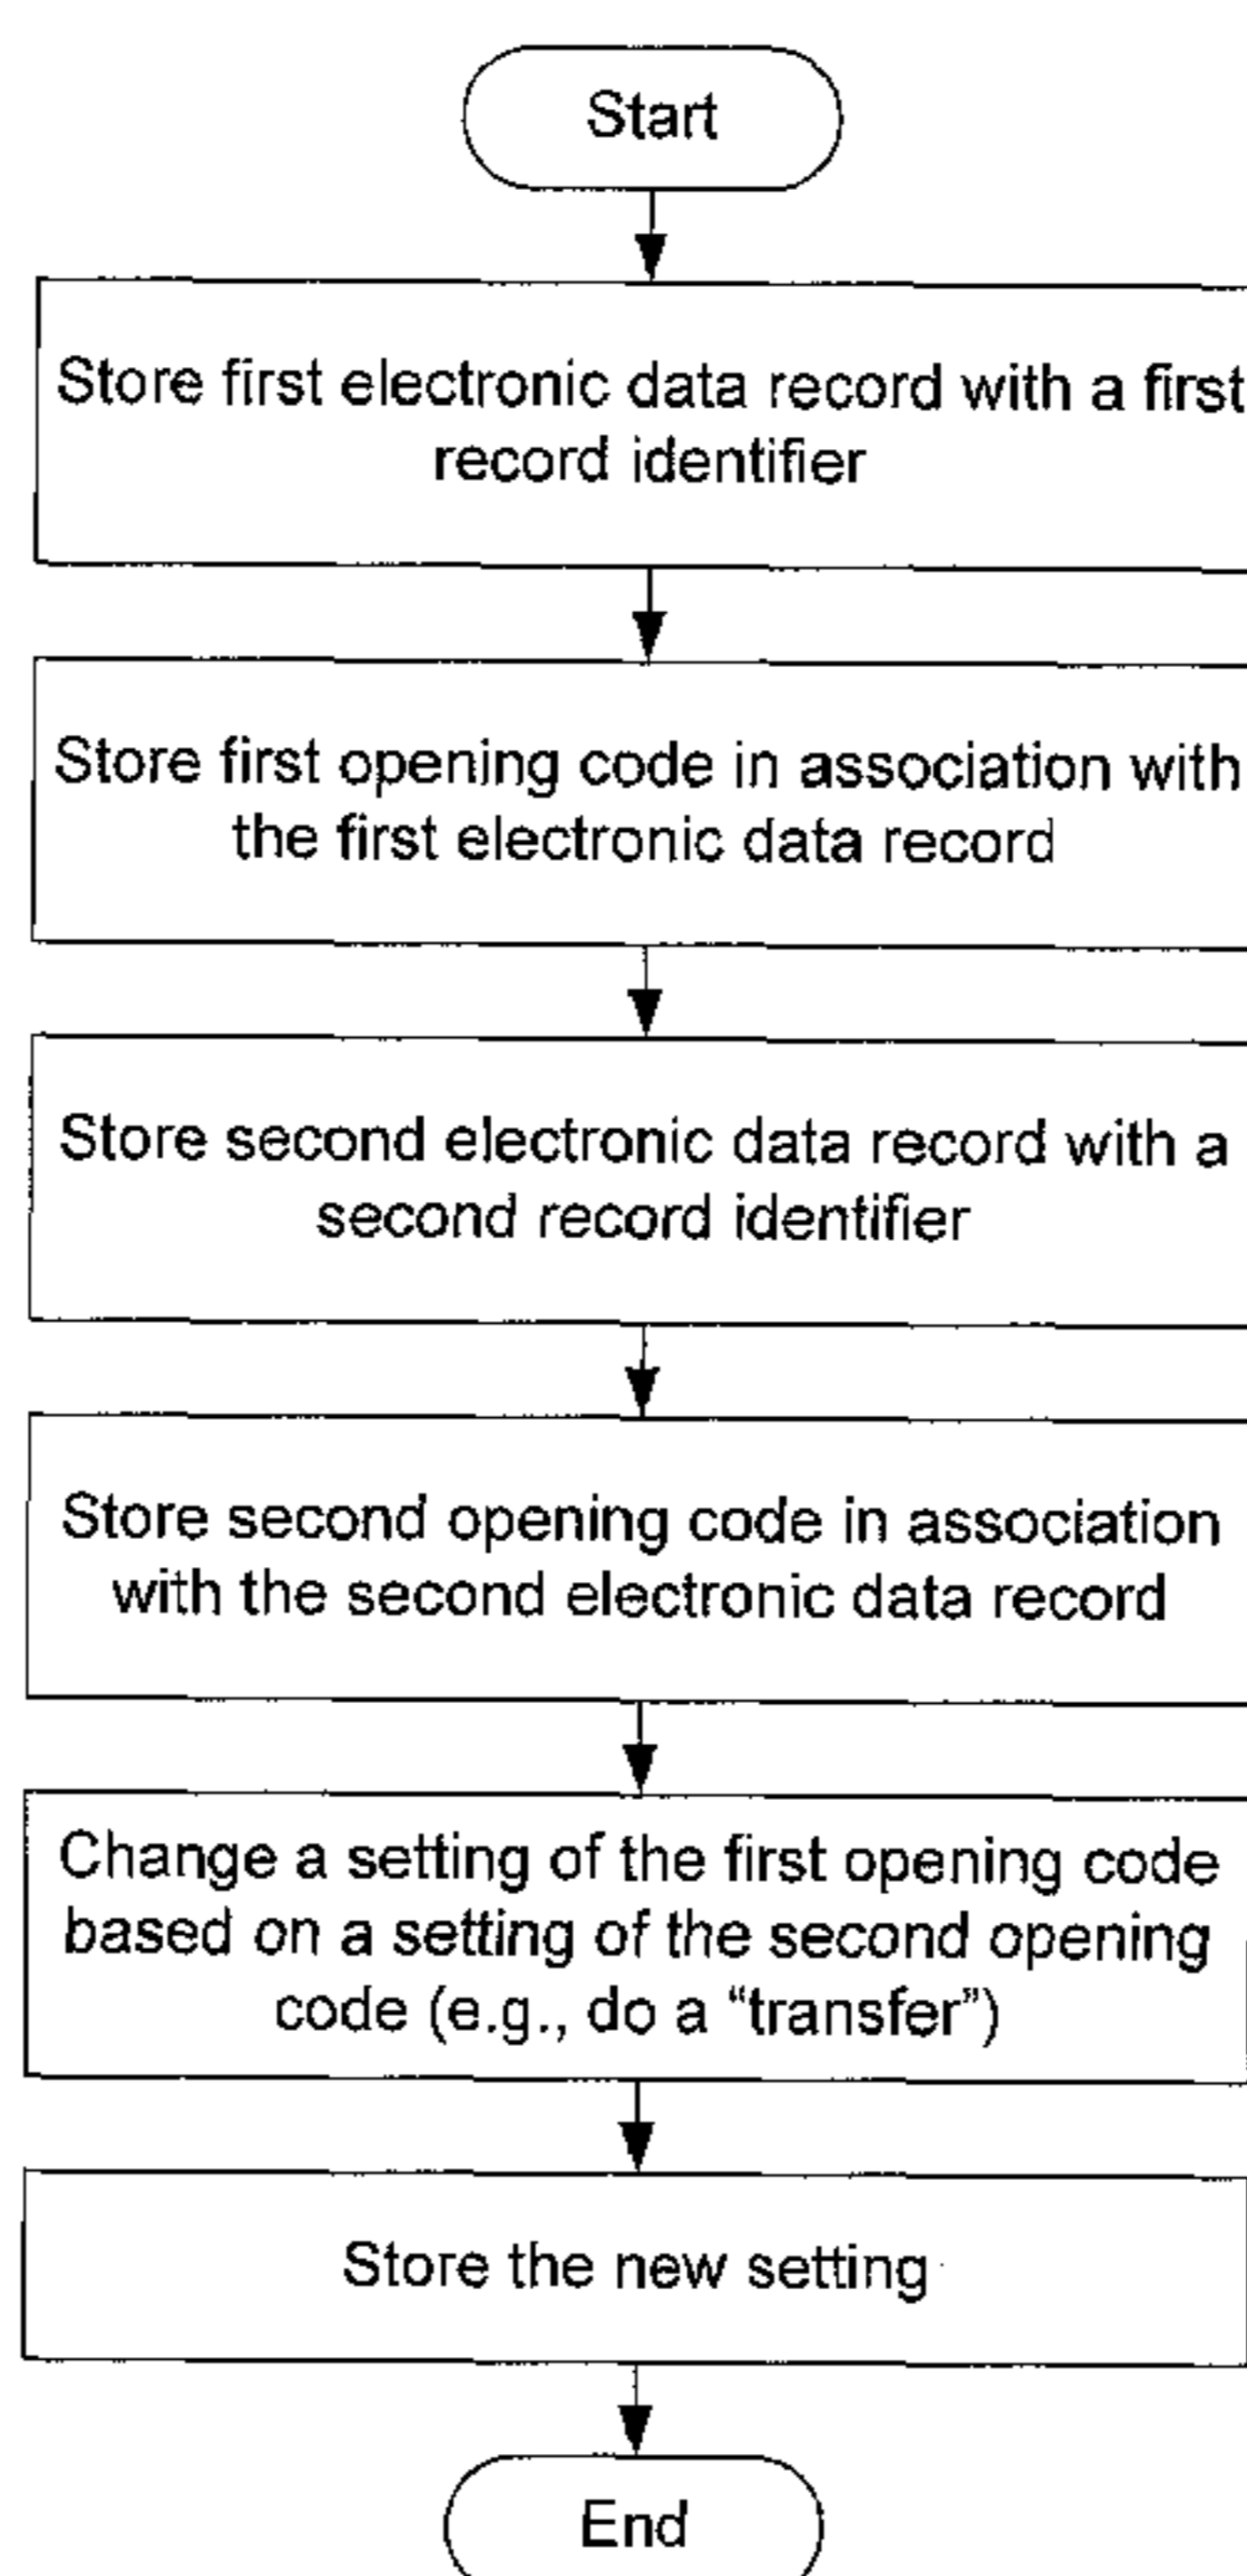 Start
Store first electronic data record with a first
record identifier
Store first opening code in association with
the first electronic data record
Store second electronic data record with a
second record identifier
Store second opening code in association
with the second electronic data record
Change a setting of the first opening code
based on a setting of the second opening
code (e.g., do a “transfer”)
Store the new setting
End